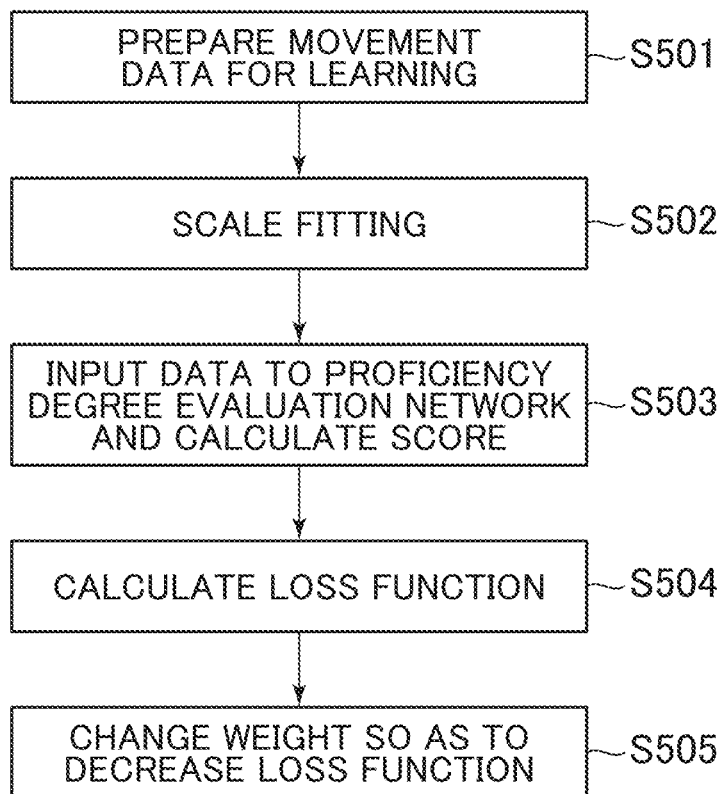 PREPARE MOVEMENT
DATA FOR LEARNING
S501
SCALE FITTING
S502
INPUT DATA TO PROFICIENCY
DEGREE EVALUATION NETWORK
AND CALCULATE SCORE
S503
CALCULATE LOSS FUNCTION
S504
CHANGE WEIGHT SO AS TO
DECREASE LOSS FUNCTION
S505